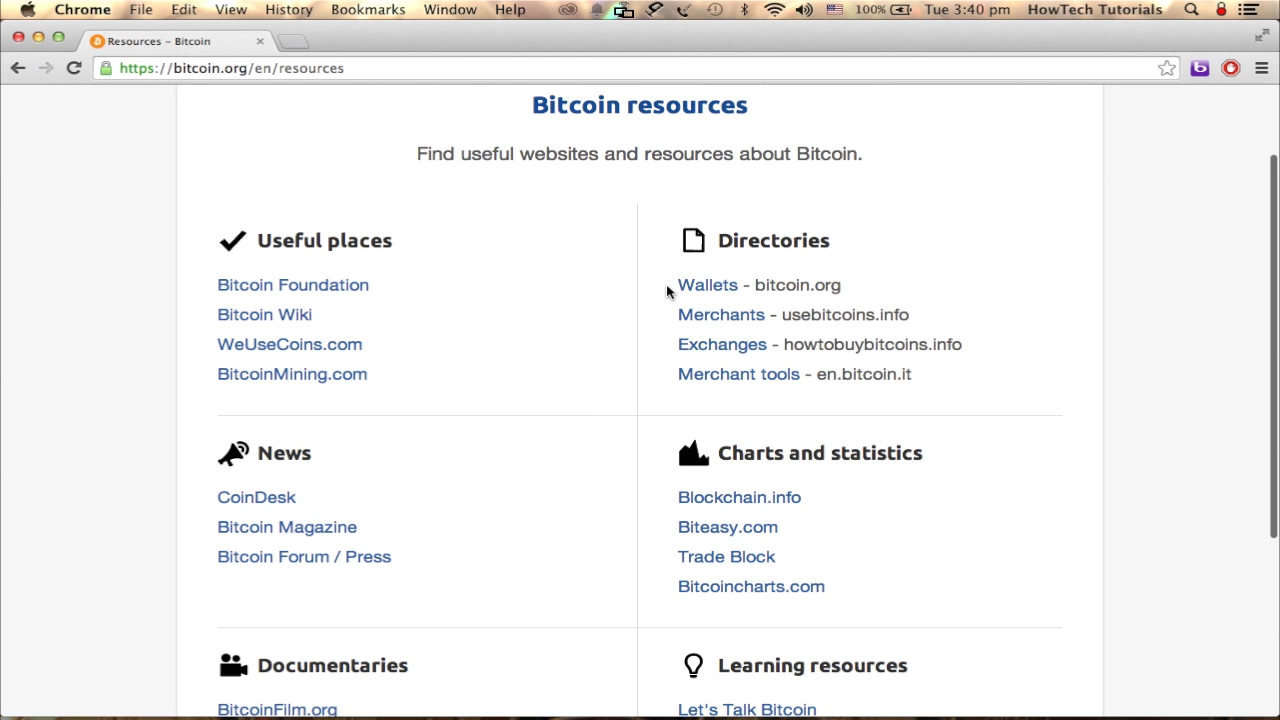 Chrome File Edit View History Bookmarks Window Help 100% Tue 3:40 pm HowTech Tutorials
Resources – Bitcoin
https://bitcoin.org/en/resources
Bitcoin resources
Find useful websites and resources about Bitcoin.
Useful places
Bitcoin Foundation
Bitcoin Wiki
WeUseCoins.com
BitcoinMining.com
Directories
Wallets - bitcoin.org
Merchants - usebitcoins.info
Exchanges - howtobuybitcoins.info
Merchant tools - en.bitcoin.it
News
CoinDesk
Bitcoin Magazine
Bitcoin Forum / Press
Charts and statistics
Blockchain.info
Biteasy.com
Trade Block
Bitcoincharts.com
Documentaries
BitcoinFilm.org
Learning resources
Let's Talk Bitcoin